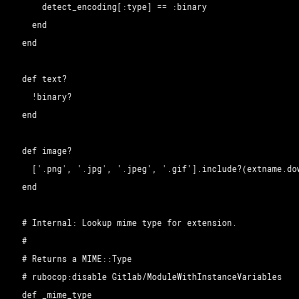 detect_encoding[:type] == :binary
end
end
def text?
!binary?
end
def image?
['.png', '.jpg', '.jpeg', '.gif'].include?(extname.dow
end
# Internal: Lookup mime type for extension.
#
# Returns a MIME::Type
# rubocop:disable Gitlab/ModuleWithInstanceVariables
def _mime_type